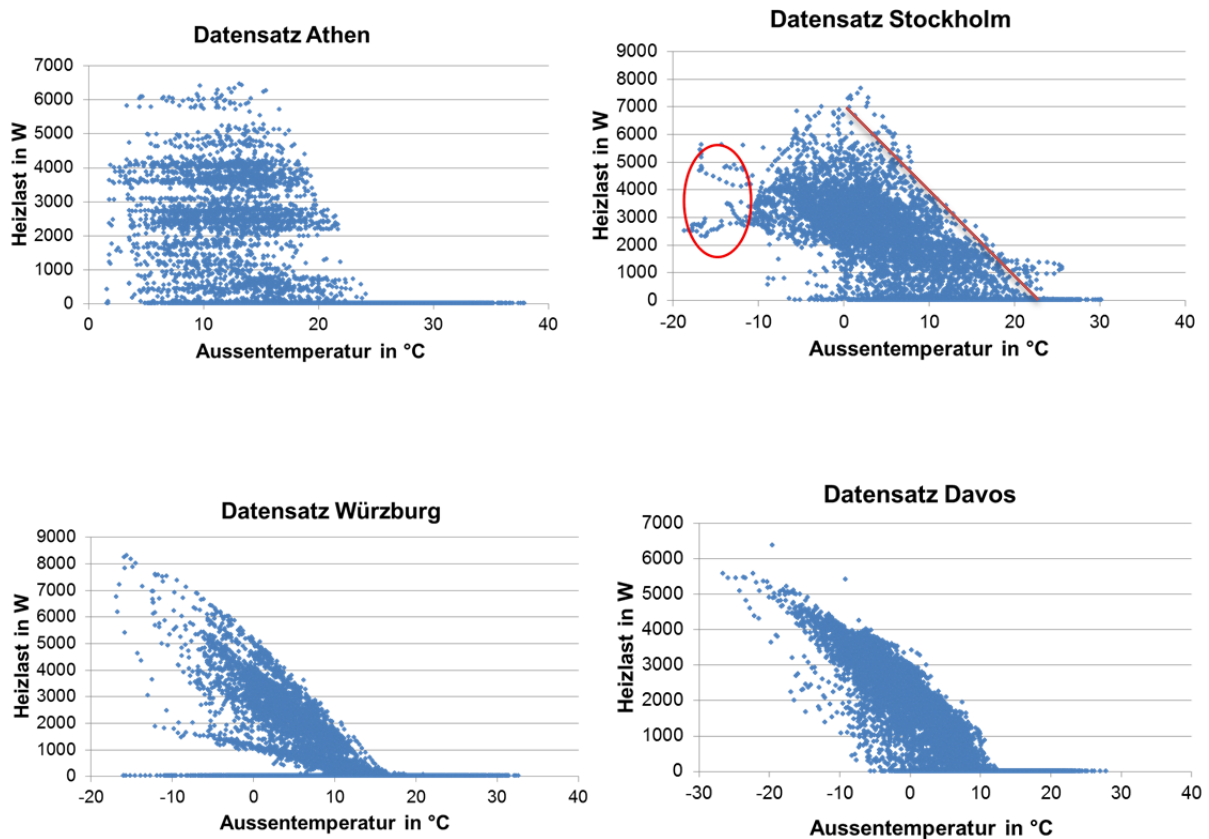 Datensatz Athen
Heizlast in W
7000
6000
5000
4000
3000
2000
1000
0
0 10 20 30 40
Aussentemperatur in °C
Datensatz Stockholm
Heizlast in W
9000
8000
7000
6000
5000
4000
3000
2000
1000
0
-20 -10 0 10 20 30 40
Aussentemperatur in °C
Datensatz Würzburg
Heizlast in W
9000
8000
7000
6000
5000
4000
3000
2000
1000
0
-20 -10 0 10 20 30 40
Aussentemperatur in °C
Datensatz Davos
Heizlast in W
7000
6000
5000
4000
3000
2000
1000
0
-30 -20 -10 0 10 20 30 40
Aussentemperatur in °C